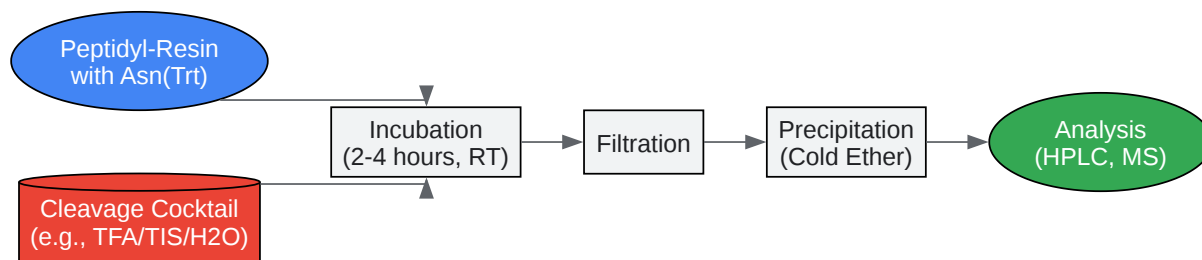 Peptidyl-Resin
with Asn(Trt)
Cleavage Cocktail
(e.g., TFA/TIS/H2O)
Incubation
(2-4 hours, RT)
Filtration
Precipitation
(Cold Ether)
Analysis
(HPLC, MS)